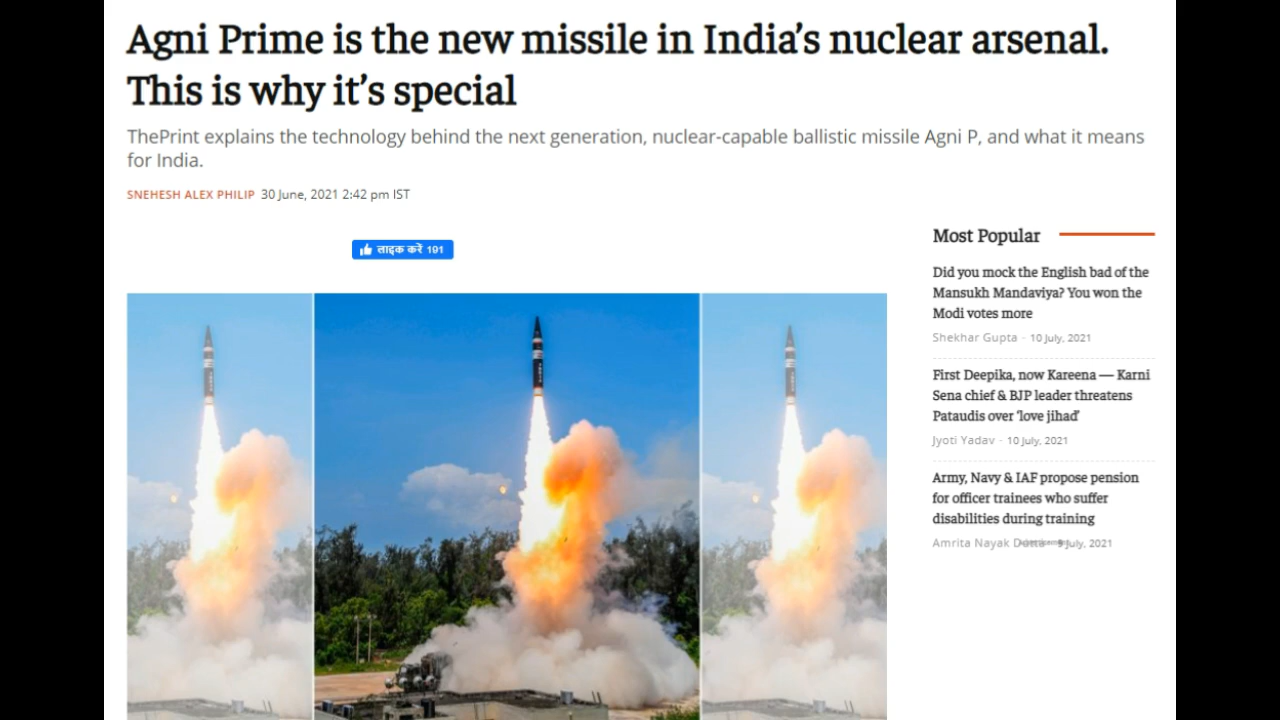 Agni Prime is the new missile in India's nuclear arsenal.
This is why it's special
ThePrint explains the technology behind the next generation, nuclear-capable ballistic missile Agni P, and what it means
for India.
SNEHESH ALEX PHILIP 30 June, 2021 2:42 pm IST
लाइक करें 191
Most Popular
Did you mock the English bad of the
Mansukh Mandaviya? You won the
Modi votes more
Shekhar Gupta - 10 July, 2021
First Deepika, now Kareena — Karni
Sena chief & BJP leader threatens
Pataudis over 'love jihad'
Jyoti Yadav - 10 July, 2021
Army, Navy & IAF propose pension
for officer trainees who suffer
disabilities during training
Amrita Nayak 9 July, 2021